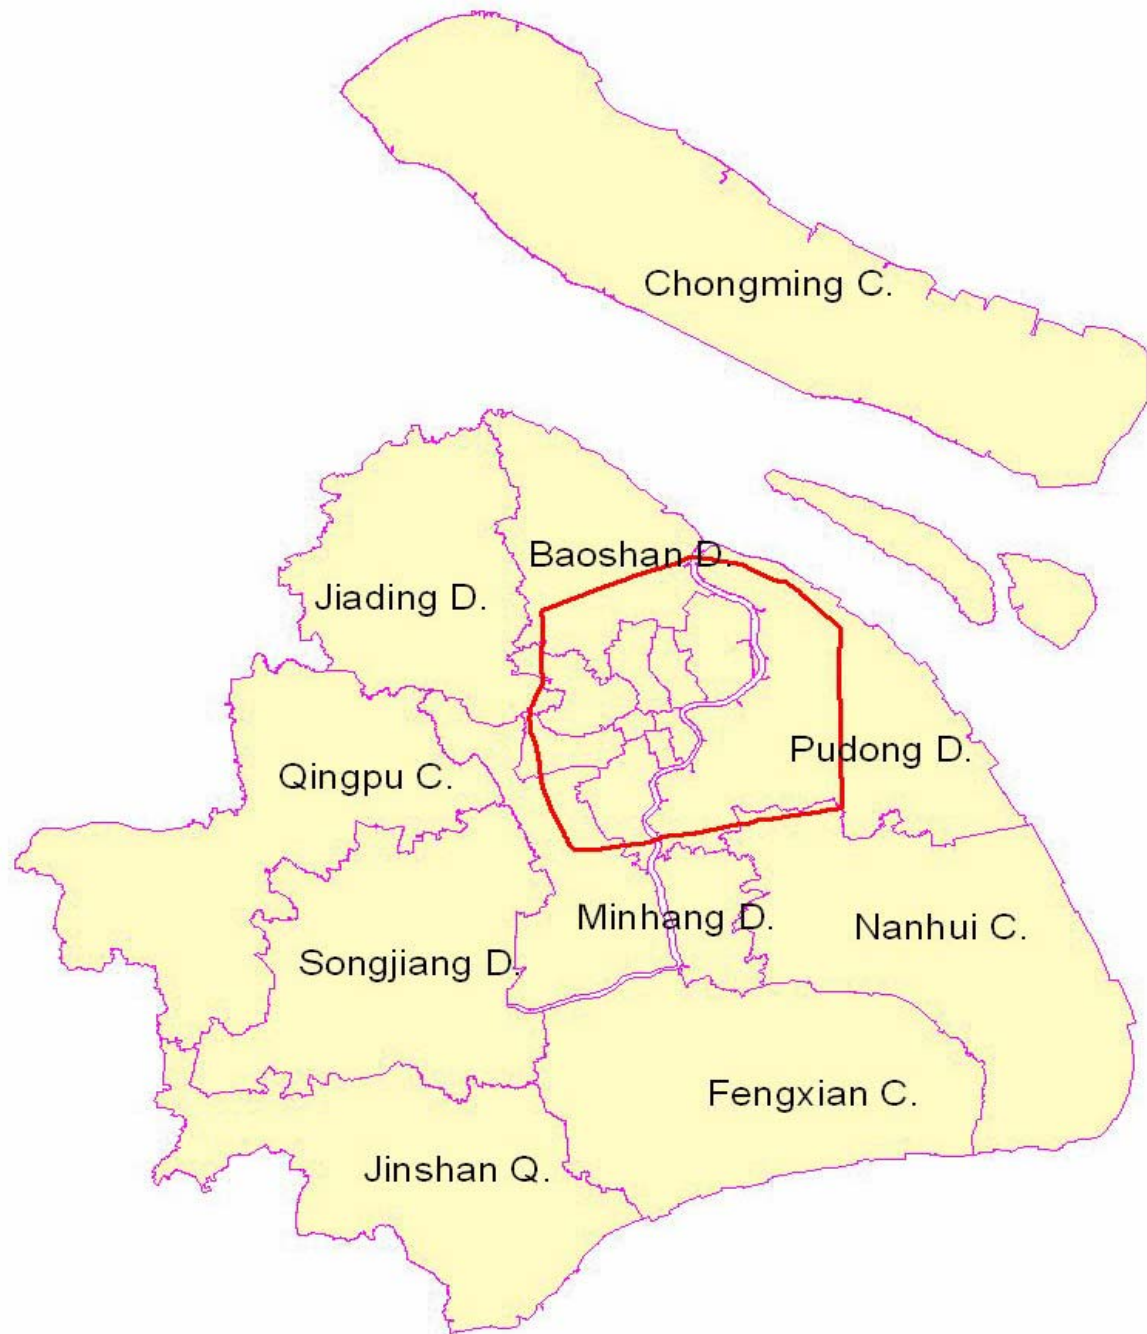 Chongming C.
Baoshan D.
Jiading D.
Pudong D.
Qingpu C.
Minhang D.
Nanhui C.
Songjiang D.
Fengxian C.
Jinshan Q.